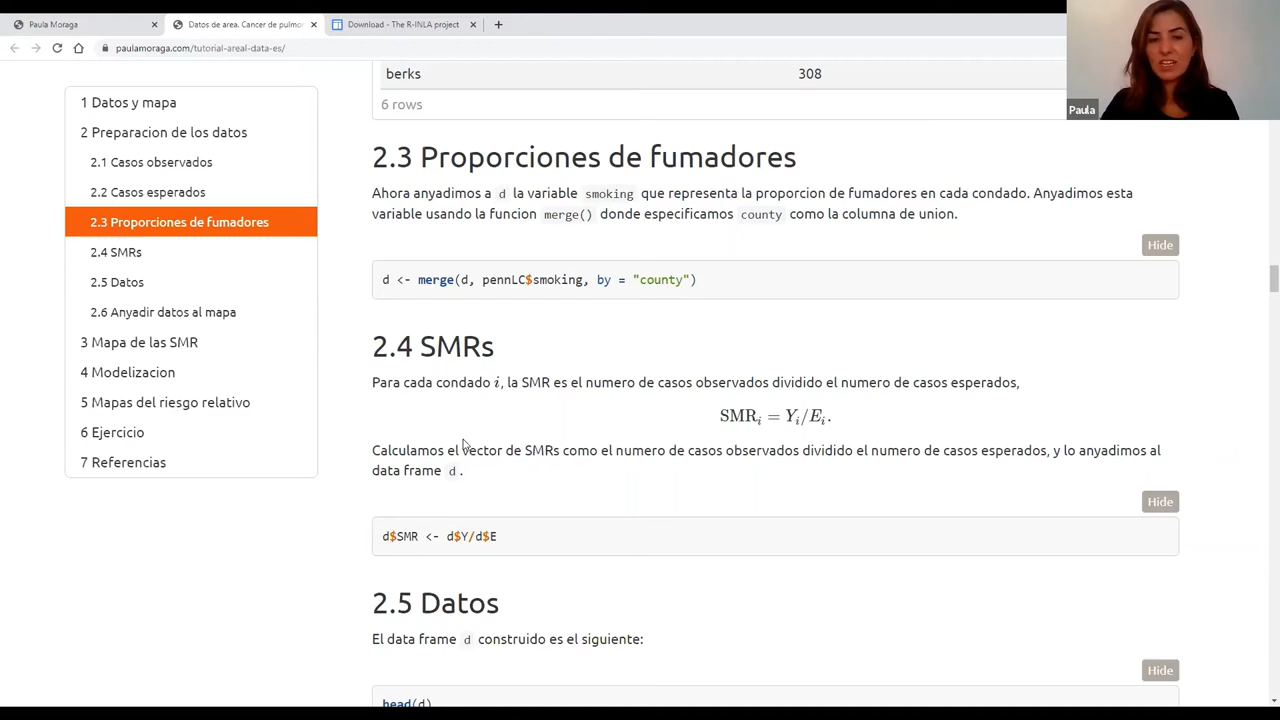 Paula Moraga
Datos de area. Cancer de pulmon
Download - The R-INLA project
paulamoraga.com/tutorial-areal-data-es/
Paula
1 Datos y mapa
2 Preparacion de los datos
2.1 Casos observados
2.2 Casos esperados
2.3 Proporciones de fumadores
2.4 SMRs
2.5 Datos
2.6 Anyadir datos al mapa
3 Mapa de las SMR
4 Modelizacion
5 Mapas del riesgo relativo
6 Ejercicio
7 Referencias
berks 308
6 rows
2.3 Proporciones de fumadores
Ahora anyadimos a d la variable smoking que representa la proporcion de fumadores en cada condado. Anyadimos esta
variable usando la funcion merge() donde especificamos county como la columna de union.
Hide
d <- merge(d, pennLC$smoking, by = "county")
2.4 SMRs
Para cada condado i, la SMR es el numero de casos observados dividido el numero de casos esperados,
SMRi = Yi/Ei.
Calculamos el vector de SMRs como el numero de casos observados dividido el numero de casos esperados, y lo anyadimos al
data frame d .
Hide
d$SMR <- d$Y/d$E
2.5 Datos
El data frame d construido es el siguiente:
Hide
head(d)